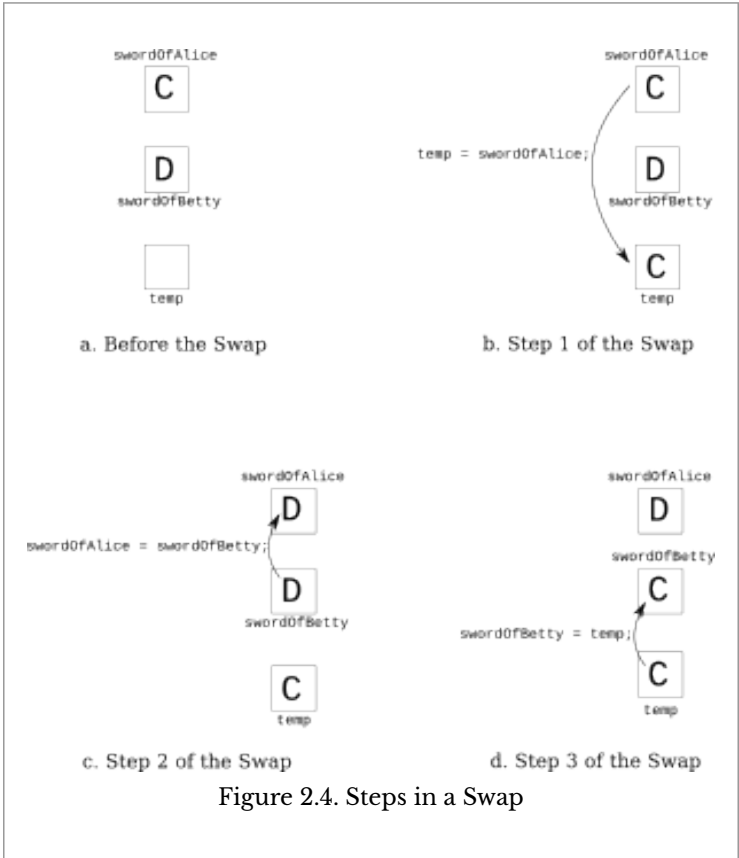 swordOfAlice
C
D
swordOfBetty
temp
a. Before the Swap
swordOfAlice
C
temp = swordOfAlice;
D
swordOfBetty
C
temp
b. Step 1 of the Swap
swordOfAlice
D
swordOfAlice = swordOfBetty;
D
swordOfBetty
C
temp
c. Step 2 of the Swap
swordOfAlice
D
swordOfBetty
C
swordOfBetty = temp;
C
temp
d. Step 3 of the Swap
Figure 2.4. Steps in a Swap